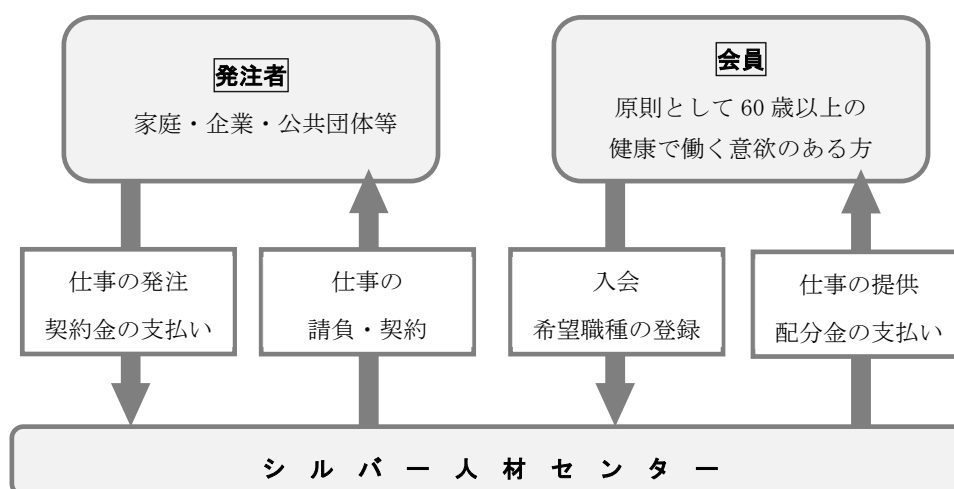 発注者
家庭・企業・公共団体等
会員
原則として 60 歳以上の
健康で働く意欲のある方
仕事の発注
契約金の支払い
仕事の
請負・契約
入会
希望職種の登録
仕事の提供
配分金の支払い
シルバー人材センター